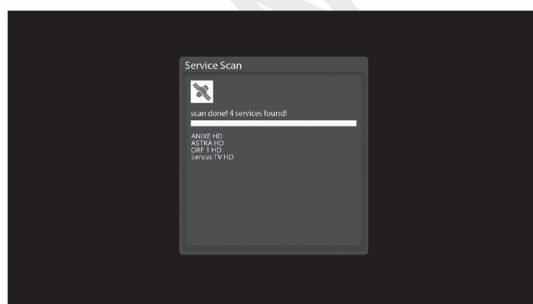 Service Scan
scan done! 4 services found!
ANIXE HD
ASTRA HD
ORF 1 HD
Servus TV HD